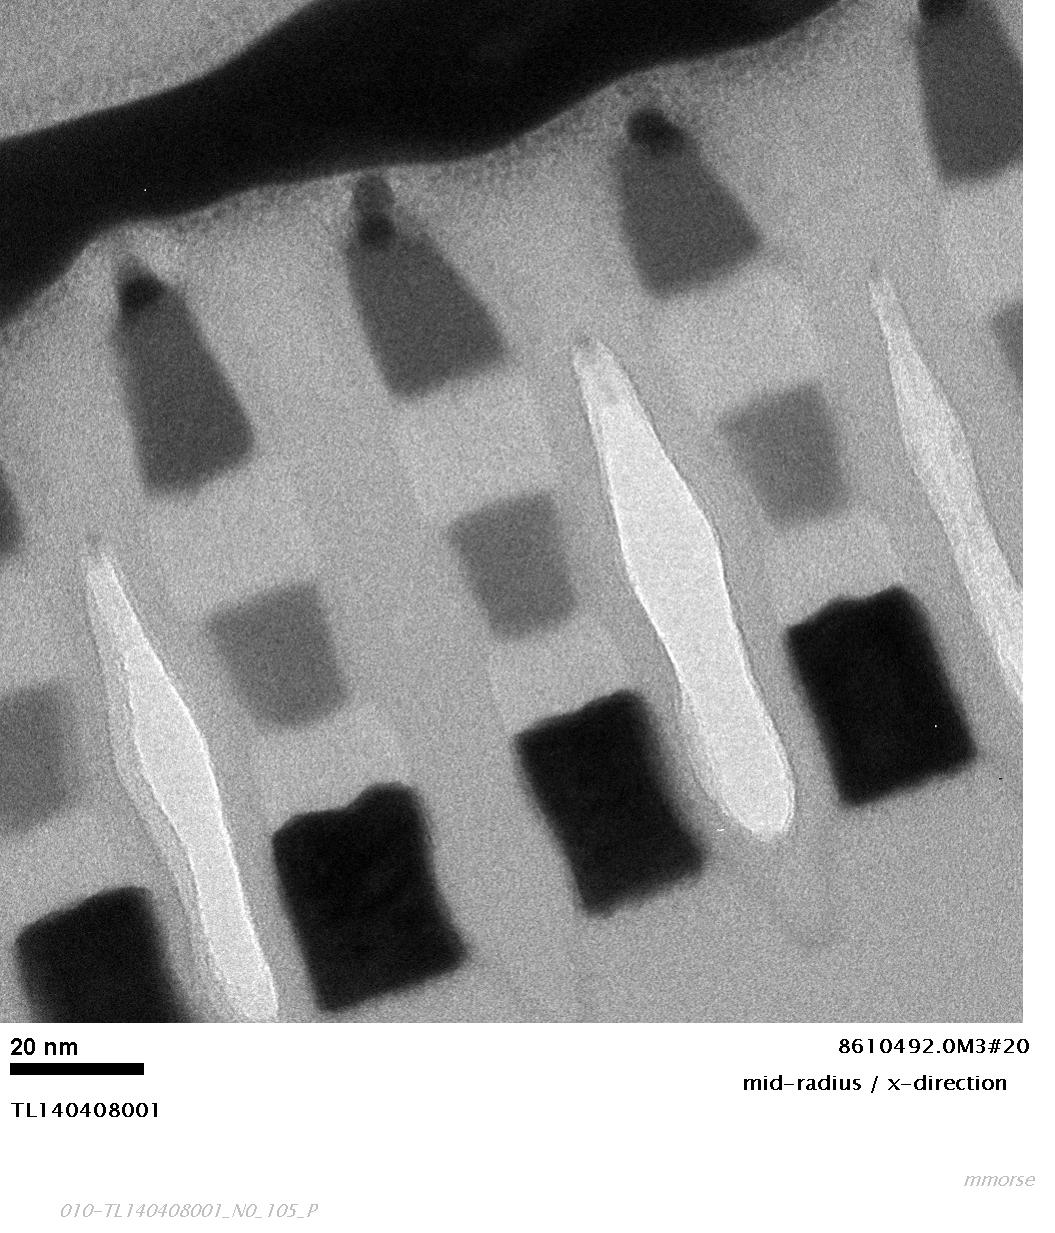 20 nm
8610492.0M3#20
mid-radius / x-direction
TL140408001
mmorse
010-TL140408001_N0_105_P